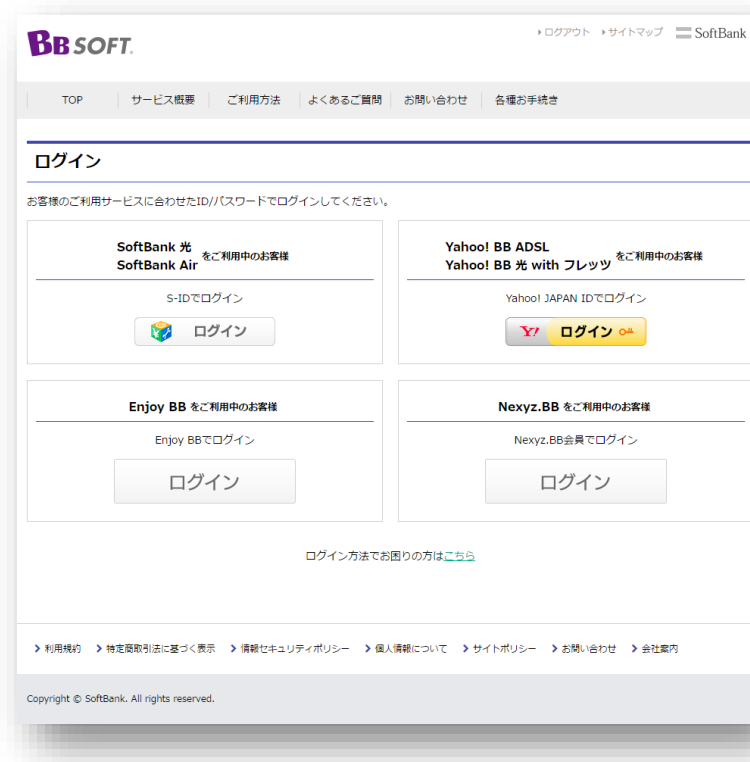 BB SOFT.
ログアウト サイトマップ SoftBank
TOP サービス概要 ご利用方法 よくあるご質問 お問い合わせ 各種お手続き
ログイン
お客様のご利用サービスに合わせたID/パスワードでログインしてください。
SoftBank 光
SoftBank Air
をご利用中のお客様
S-IDでログイン
ログイン
Yahoo! BB ADSL
Yahoo! BB 光 with フレッツ
をご利用中のお客様
Yahoo! JAPAN IDでログイン
Y! ログイン
Enjoy BB をご利用中のお客様
Enjoy BBでログイン
ログイン
Nexyz.BB をご利用中のお客様
Nexyz.BB会員でログイン
ログイン
ログイン方法でお困りの方はこちら
利用規約 特定商取引法に基づく表示 情報セキュリティポリシー 個人情報について サイトポリシー お問い合わせ 会社案内
Copyright © SoftBank. All rights reserved.